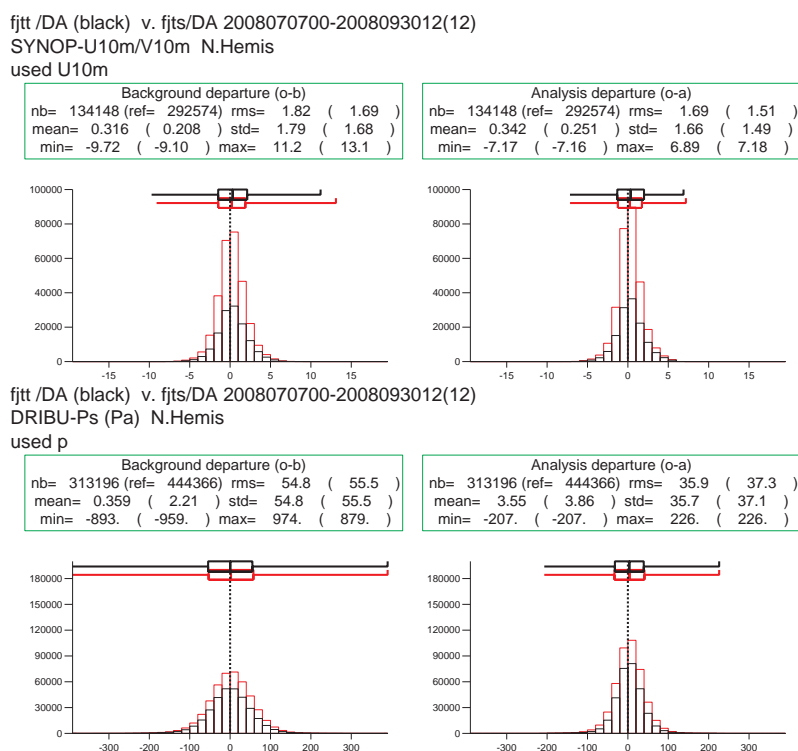 fjtt /DA (black)  v. fjts/DA 2008070700-2008093012(12)
SYNOP-U10m/V10m  N.Hemis
used U10m
Background departure (o-b)
nb=  134148 (ref=  292574)  rms=  1.82  (  1.69  )
mean=  0.316  (  0.208  )  std=  1.79  (  1.68  )
min=  -9.72  (  -9.10  )  max=  11.2  (  13.1  )
Analysis departure (o-a)
nb=  134148 (ref=  292574)  rms=  1.69  (  1.51  )
mean=  0.342  (  0.251  )  std=  1.66  (  1.49  )
min=  -7.17  (  -7.16  )  max=  6.89  (  7.18  )
100000
80000
60000
40000
20000
0
-15 -10 -5 0 5 10 15
100000
80000
60000
40000
20000
0
-15 -10 -5 0 5 10 15
fjtt /DA (black)  v. fjts/DA 2008070700-2008093012(12)
DRIBU-Ps (Pa)  N.Hemis
used p
Background departure (o-b)
nb=  313196 (ref=  444366)  rms=  54.8  (  55.5  )
mean=  0.359  (  2.21  )  std=  54.8  (  55.5  )
min=  -893.  (  -959.  )  max=  974.  (  879.  )
Analysis departure (o-a)
nb=  313196 (ref=  444366)  rms=  35.9  (  37.3  )
mean=  3.55  (  3.86  )  std=  35.7  (  37.1  )
min=  -207.  (  -207.  )  max=  226.  (  226.  )
180000
150000
120000
90000
60000
30000
0
-300 -200 -100 0 100 200 300
180000
150000
120000
90000
60000
30000
0
-300 -200 -100 0 100 200 300